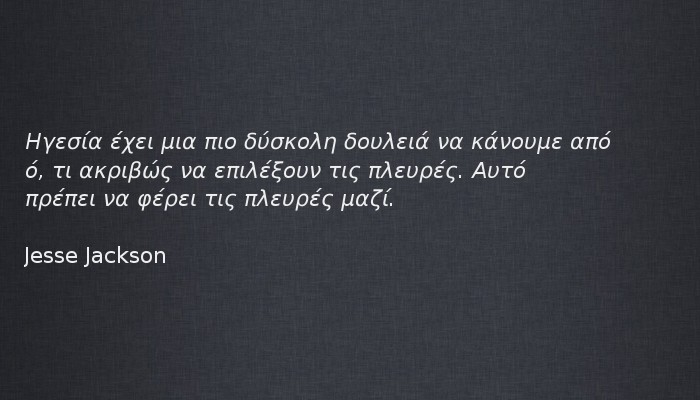 Ηγεσία έχει μια πιο δύσκολη δουλειά να κάνουμε από
ό, τι ακριβώς να επιλέξουν τις πλευρές. Αυτό
πρέπει να φέρει τις πλευρές μαζί.
Jesse Jackson